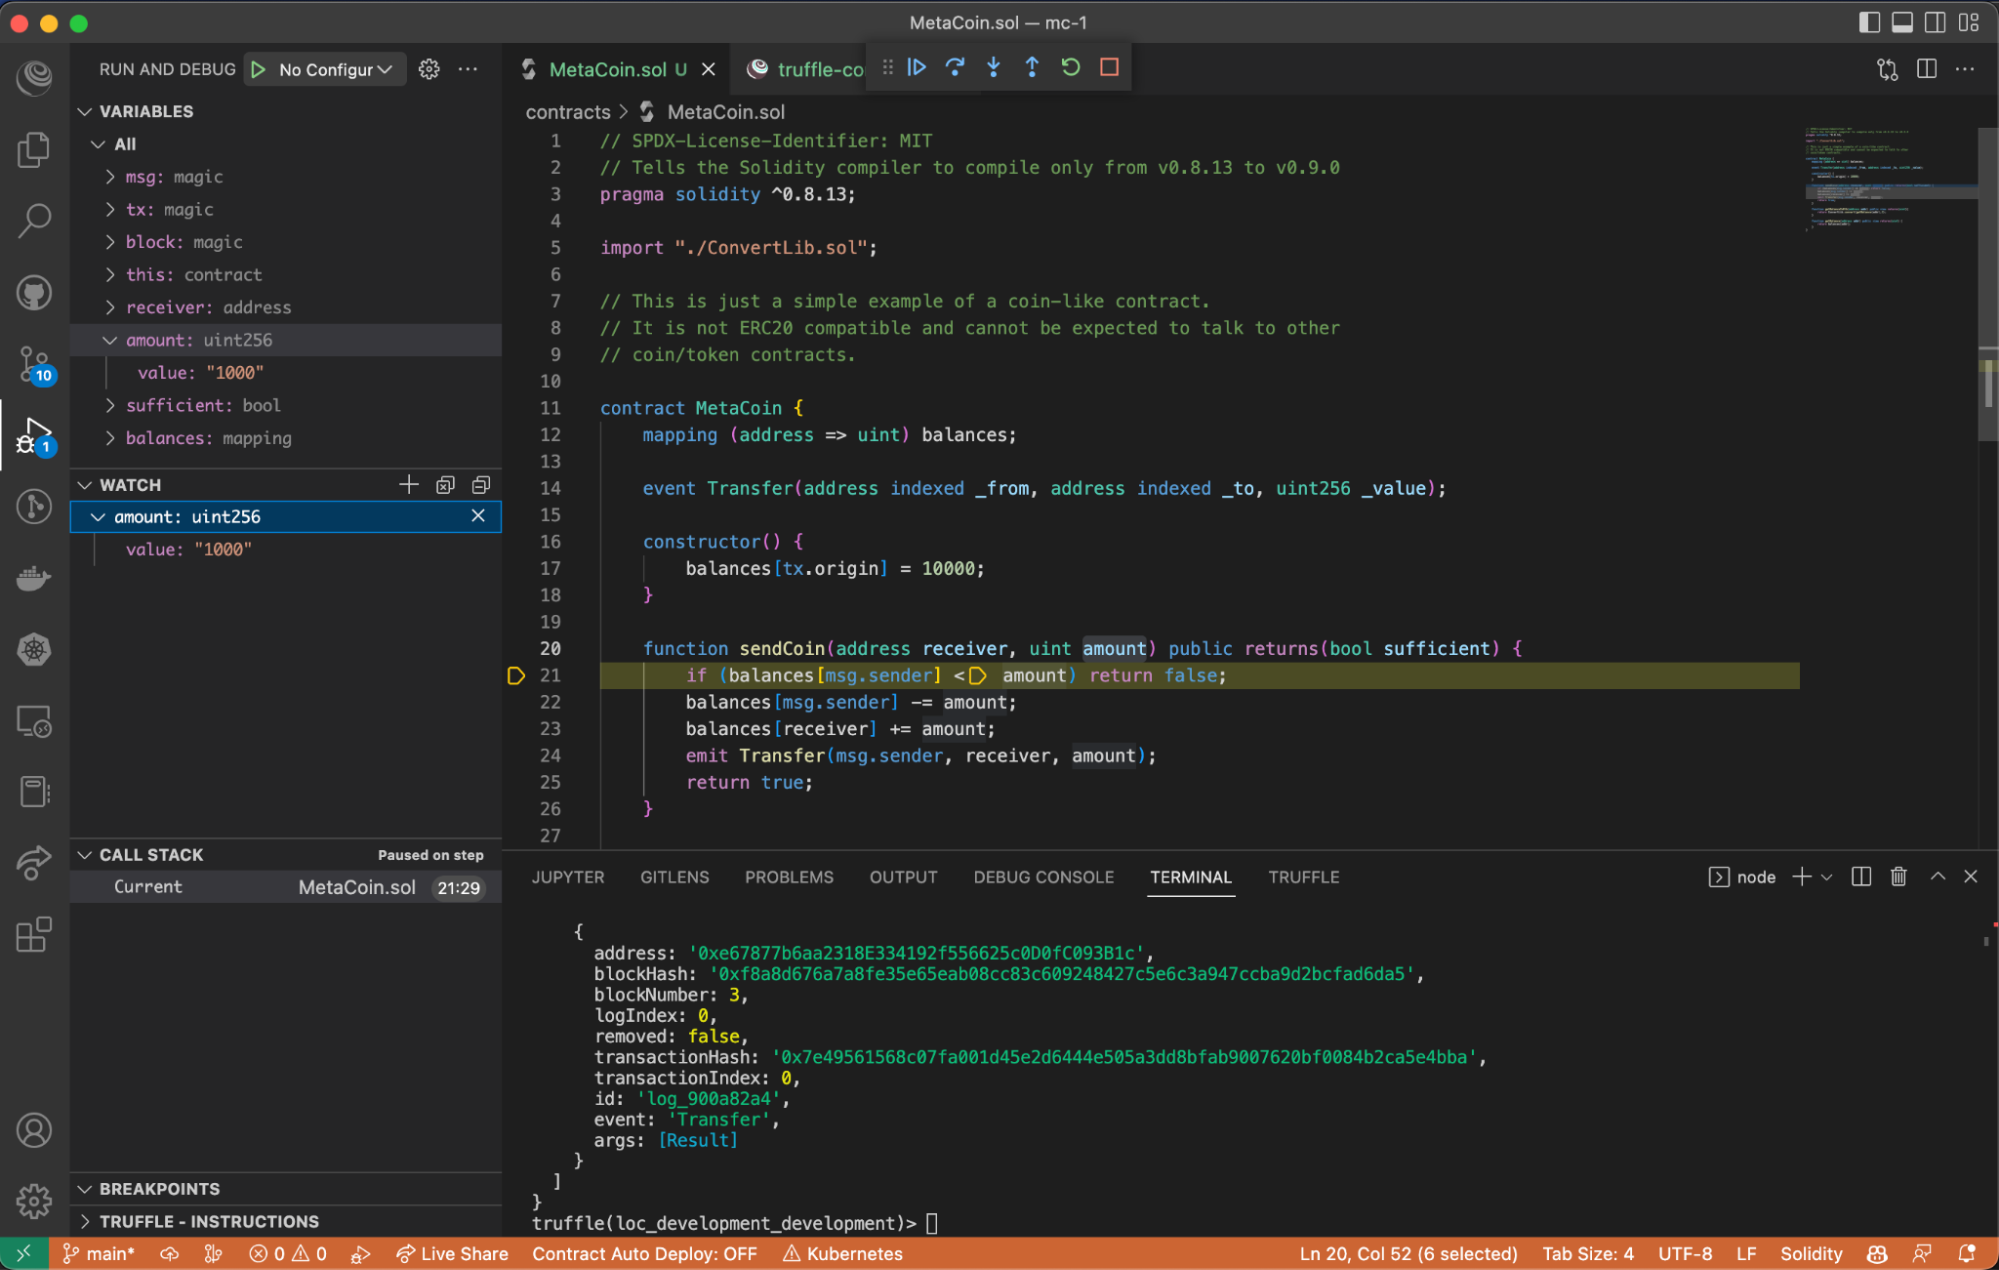 MetaCoin.sol — mc-1
RUN AND DEBUG
No Configur
VARIABLES
All
msg: magic
tx: magic
block: magic
this: contract
receiver: address
amount: uint256
value: "1000"
sufficient: bool
balances: mapping
10
1
WATCH
amount: uint256
value: "1000"
CALL STACK Paused on step
Current MetaCoin.sol 21:29
BREAKPOINTS
TRUFFLE - INSTRUCTIONS
MetaCoin.sol U
truffle-co
contracts > MetaCoin.sol
1 // SPDX-License-Identifier: MIT
2 // Tells the Solidity compiler to compile only from v0.8.13 to v0.9.0
3 pragma solidity ^0.8.13;
4
5 import "./ConvertLib.sol";
6
7 // This is just a simple example of a coin-like contract.
8 // It is not ERC20 compatible and cannot be expected to talk to other
9 // coin/token contracts.
10
11 contract MetaCoin {
12 mapping (address => uint) balances;
13
14 event Transfer(address indexed _from, address indexed _to, uint256 _value);
15
16 constructor() {
17 balances[tx.origin] = 10000;
18 }
19
20 function sendCoin(address receiver, uint amount) public returns(bool sufficient) {
21 if (balances[msg.sender] < amount) return false;
22 balances[msg.sender] -= amount;
23 balances[receiver] += amount;
24 emit Transfer(msg.sender, receiver, amount);
25 return true;
26 }
27
JUPYTER GITLENS PROBLEMS OUTPUT DEBUG CONSOLE TERMINAL TRUFFLE node
{
address: '0xe67877b6aa2318E334192f556625c0D0fC093B1c',
blockHash: '0xf8a8d676a7a8fe35e65eab08cc83c609248427c5e6c3a947ccba9d2bcfad6da5',
blockNumber: 3,
logIndex: 0,
removed: false,
transactionHash: '0x7e49561568c07fa001d45e2d6444e505a3dd8bfab9007620bf0084b2ca5e4bba',
transactionIndex: 0,
id: 'log_900a82a4',
event: 'Transfer',
args: [Result]
}
]
}
truffle(loc_development_development)>
main* 0 0 Live Share Contract Auto Deploy: OFF Kubernetes Ln 20, Col 52 (6 selected) Tab Size: 4 UTF-8 LF Solidity